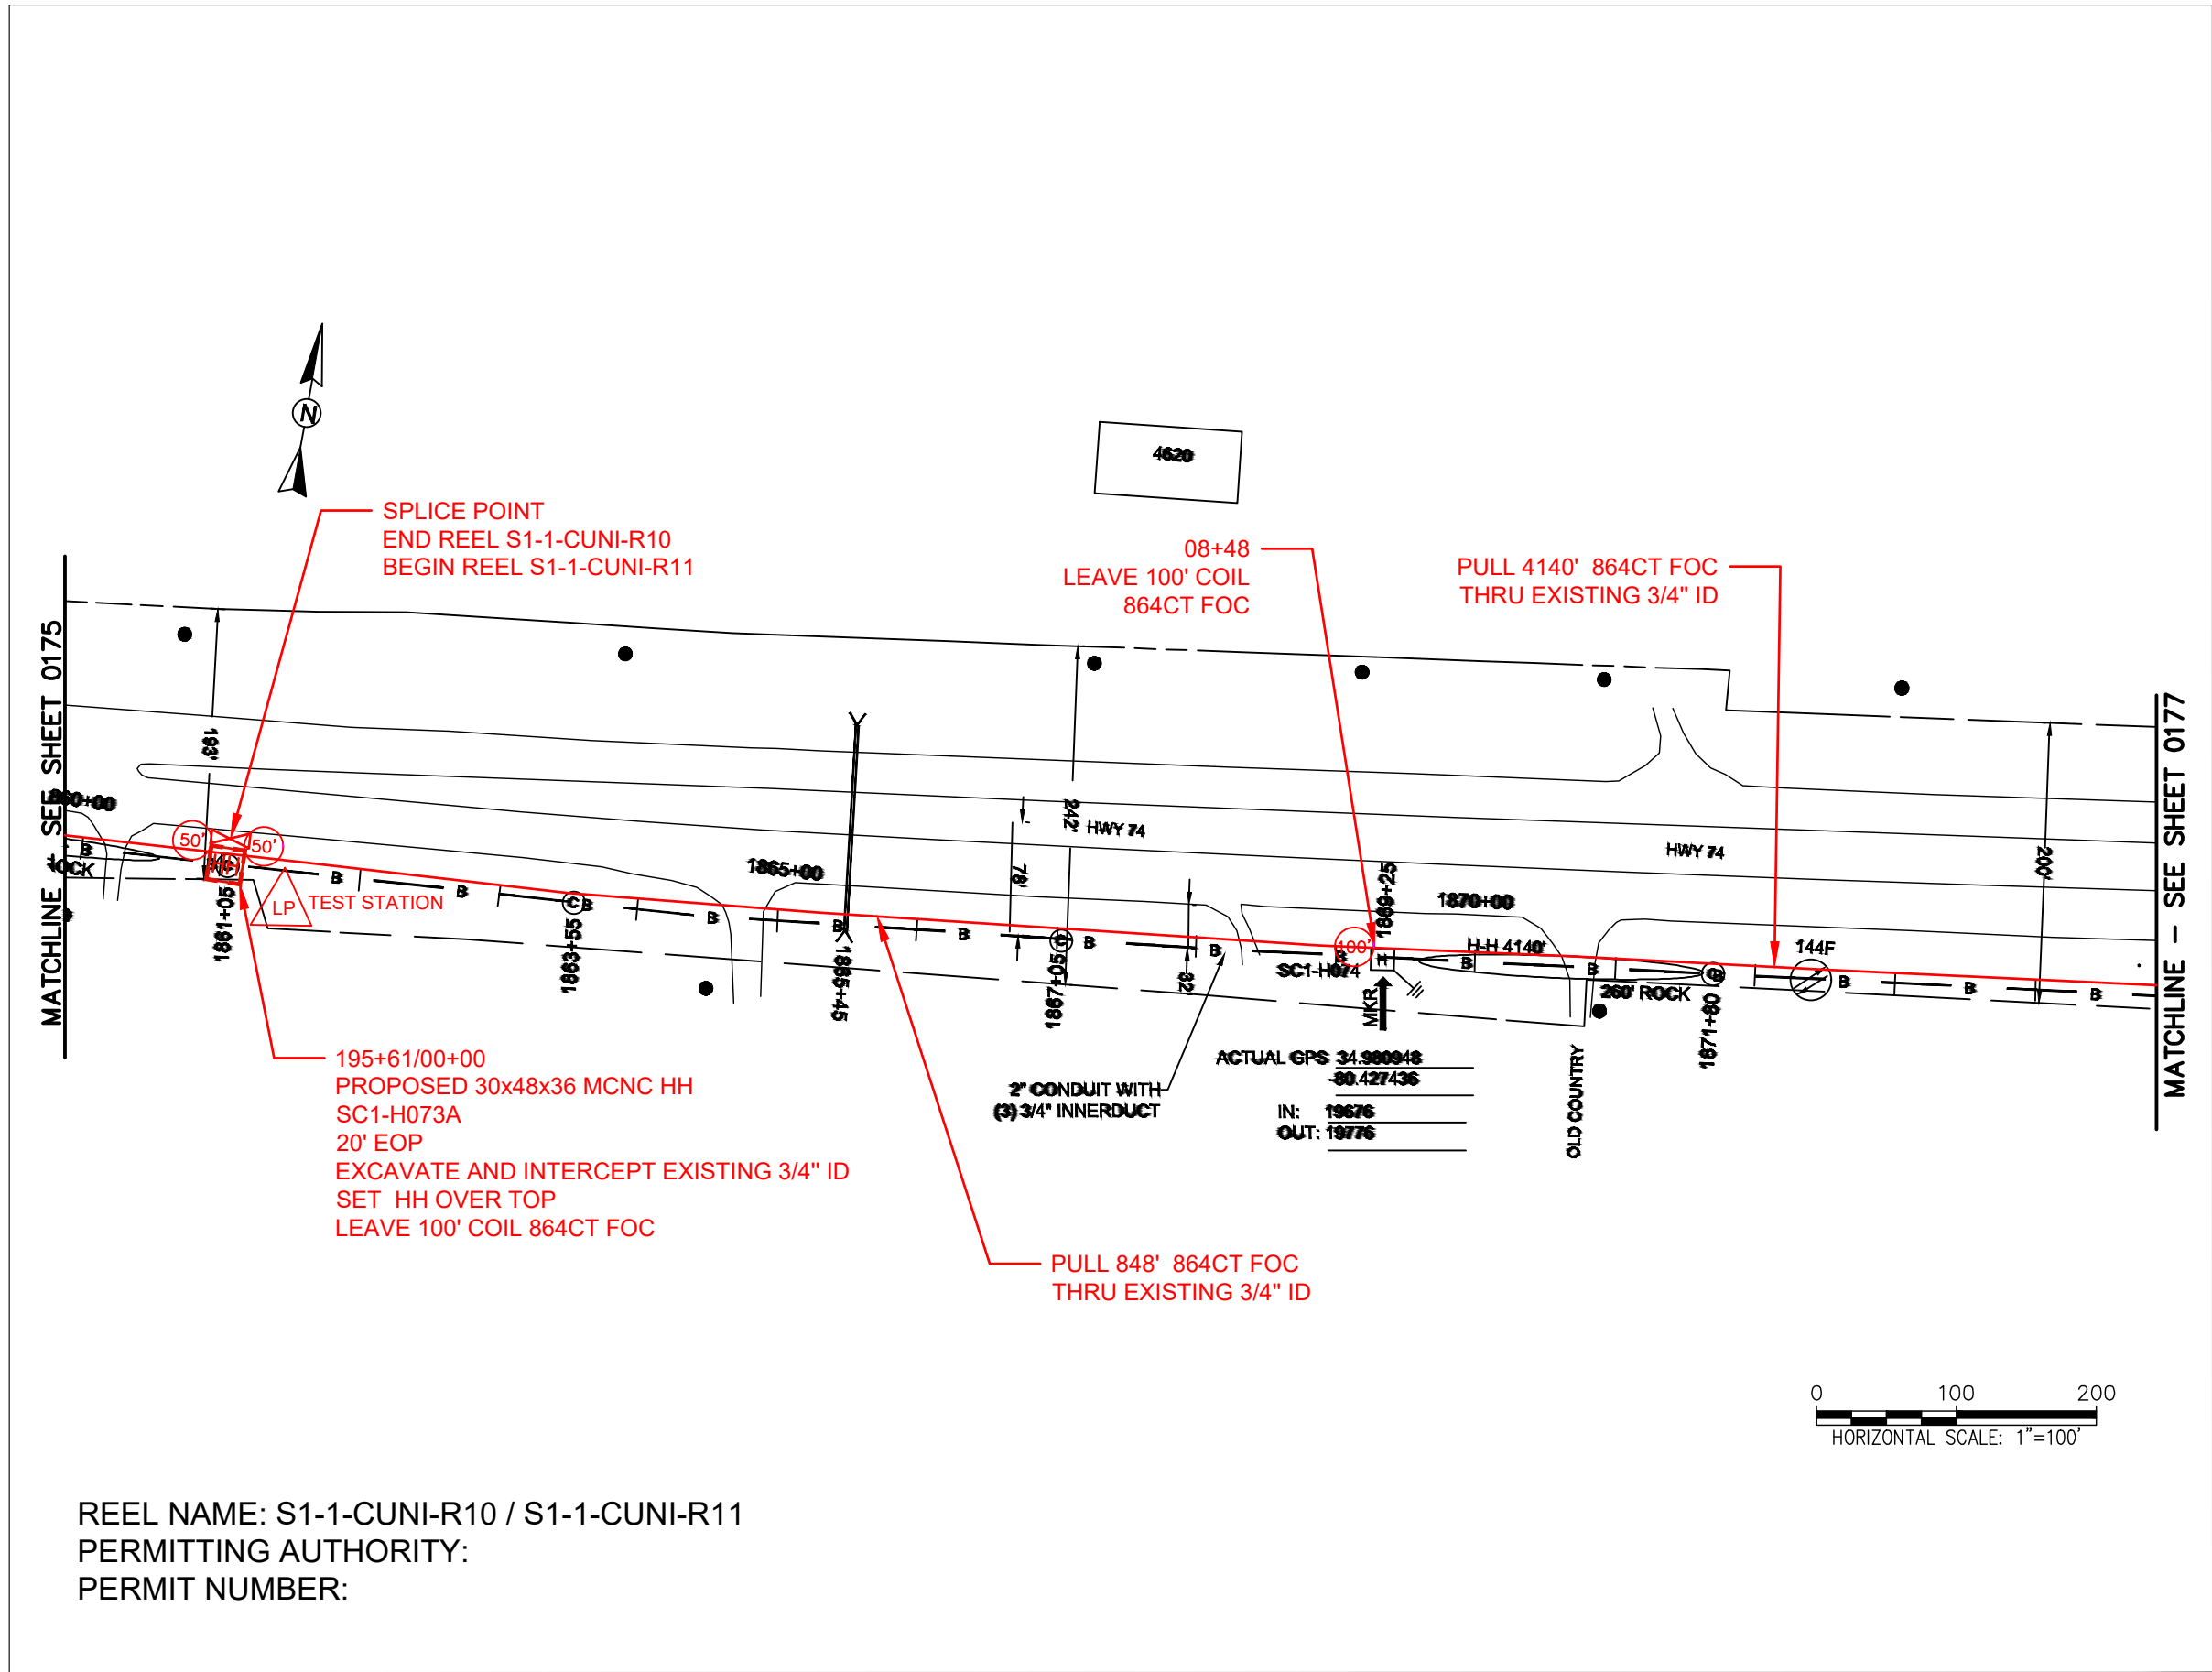 SPLICE POINT
END REEL S1-1-CUNI-R10
BEGIN REEL S1-1-CUNI-R11
N
4620
08+48
LEAVE 100' COIL
864CT FOC
PULL 4140'  864CT FOC
THRU EXISTING 3/4" ID
MATCHLINE - SEE SHEET 0175
MATCHLINE - SEE SHEET 0177
193'
860+00
50'
50'
B
ROCK
1861+05
LP
TEST STATION
B
B
C
B
1863+55
B
1865+00
B
1865+45
B
242'
78'
HWY 74
C
B
1867+05
B
32'
100'
1869+25
B
H
SC1-H074
1870+00
H-H 4140'
B
B
260' ROCK
C
B
144F
1871+80
B
B
B
HWY 74
200'
MKR
OLD COUNTRY
ACTUAL GPS 34.980948
-80.427436
IN: 19676
OUT: 19776
2" CONDUIT WITH
(3) 3/4" INNERDUCT
195+61/00+00
PROPOSED 30x48x36 MCNC HH
SC1-H073A
20' EOP
EXCAVATE AND INTERCEPT EXISTING 3/4" ID
SET  HH OVER TOP
LEAVE 100' COIL 864CT FOC
PULL 848'  864CT FOC
THRU EXISTING 3/4" ID
0 100 200
HORIZONTAL SCALE: 1"=100'
REEL NAME: S1-1-CUNI-R10 / S1-1-CUNI-R11
PERMITTING AUTHORITY:
PERMIT NUMBER: